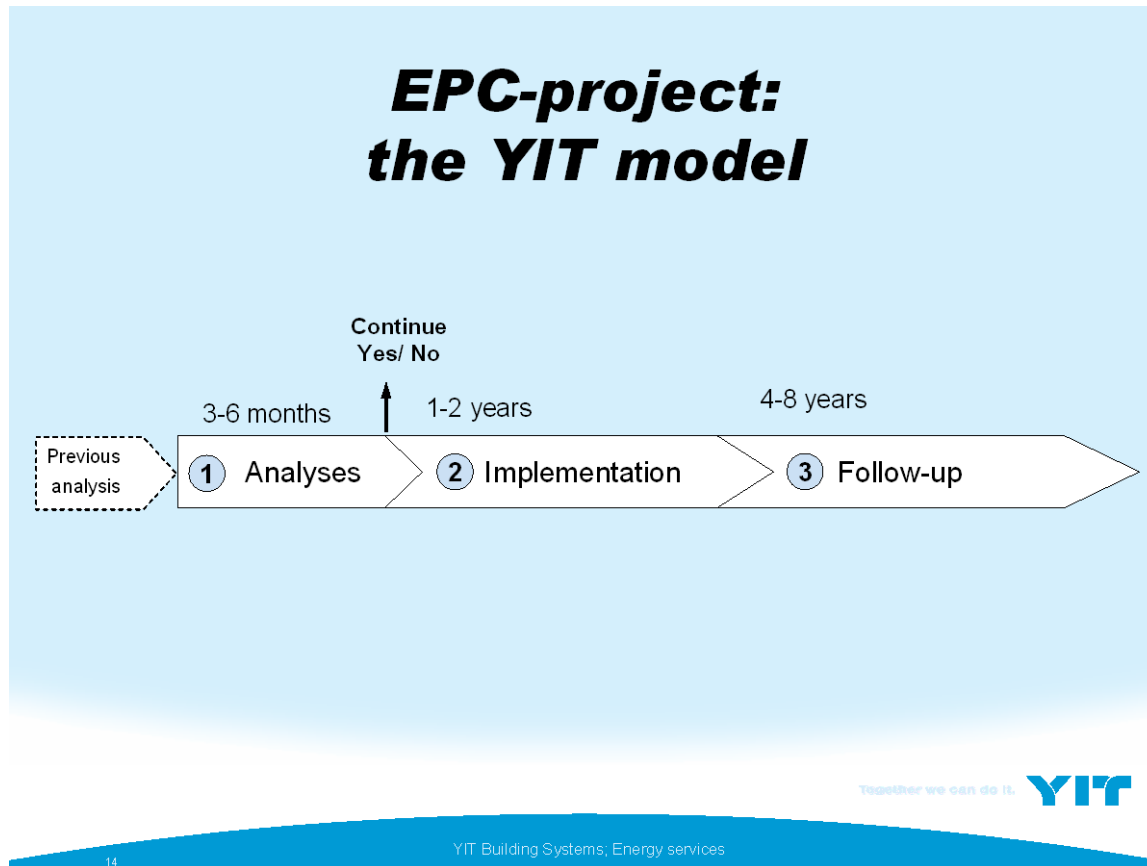 EPC-project:
the YIT model
Continue
Yes/ No
3-6 months
1-2 years
4-8 years
Previous
analysis
1 Analyses
2 Implementation
3 Follow-up
Together we can do it.
YIT
YIT Building Systems; Energy services
14